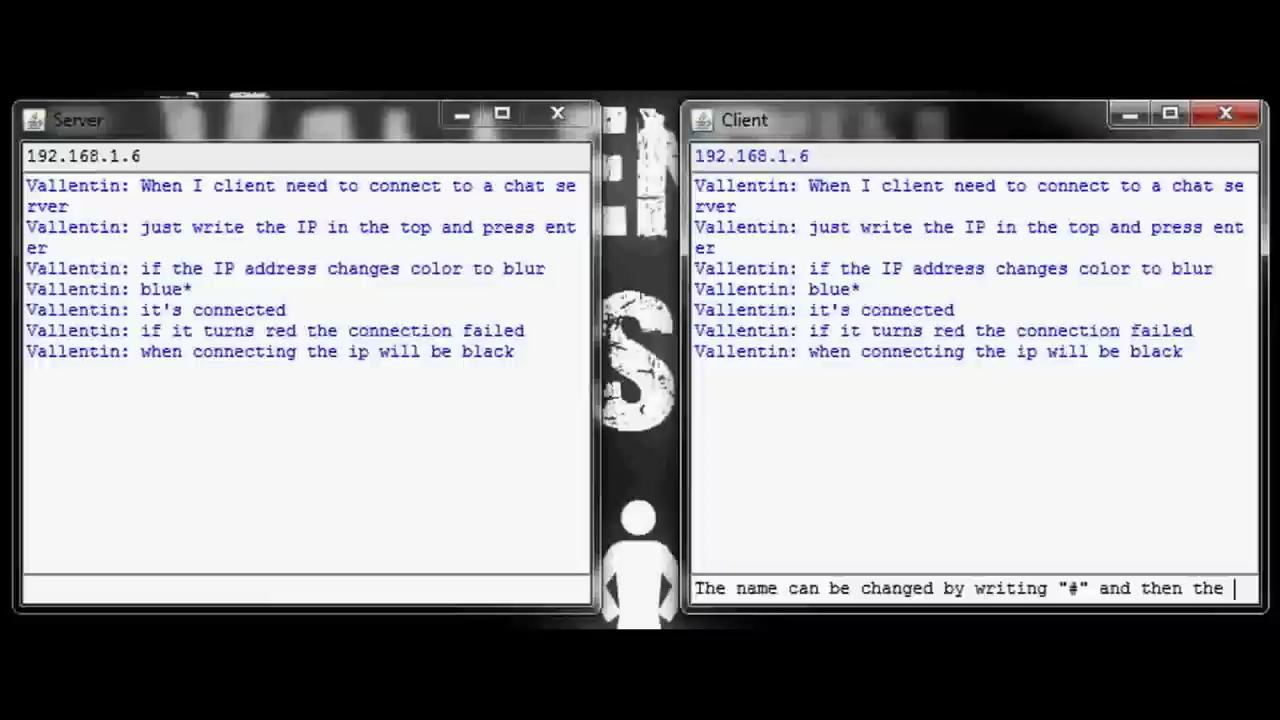 Server
192.168.1.6
Vallentin: When I client need to connect to a chat se
rver
Vallentin: just write the IP in the top and press ent
er
Vallentin: if the IP address changes color to blur
Vallentin: blue*
Vallentin: it's connected
Vallentin: if it turns red the connection failed
Vallentin: when connecting the ip will be black
Client
192.168.1.6
Vallentin: When I client need to connect to a chat se
rver
Vallentin: just write the IP in the top and press ent
er
Vallentin: if the IP address changes color to blur
Vallentin: blue*
Vallentin: it's connected
Vallentin: if it turns red the connection failed
Vallentin: when connecting the ip will be black
The name can be changed by writing "#" and then the